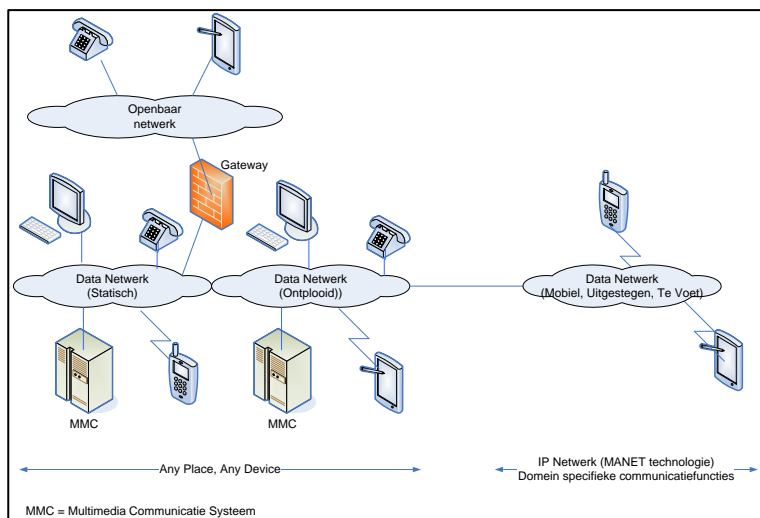 Openbaar
netwerk
Gateway
Data Netwerk
(Statisch)
Data Netwerk
(Ontplooid))
Data Netwerk
(Mobiel, Uitgestegen, Te Voet)
MMC
MMC
Any Place, Any Device
IP Netwerk (MANET technologie)
Domein specifieke communicatiefuncties
MMC = Multimedia Communicatie Systeem